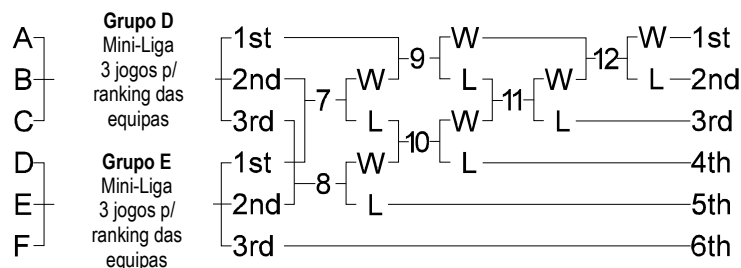 Grupo D
A 1st 9 W 12 W 1st
Mini-Liga
B 3 jogos p/ 2nd 7 W L 11 W L 2nd
ranking das
C equipas 3rd L 10 W L 3rd
D Grupo E 1st 8 W L 4th
Mini-Liga
E 3 jogos p/ 2nd L 5th
ranking das
F equipas 3rd 6th